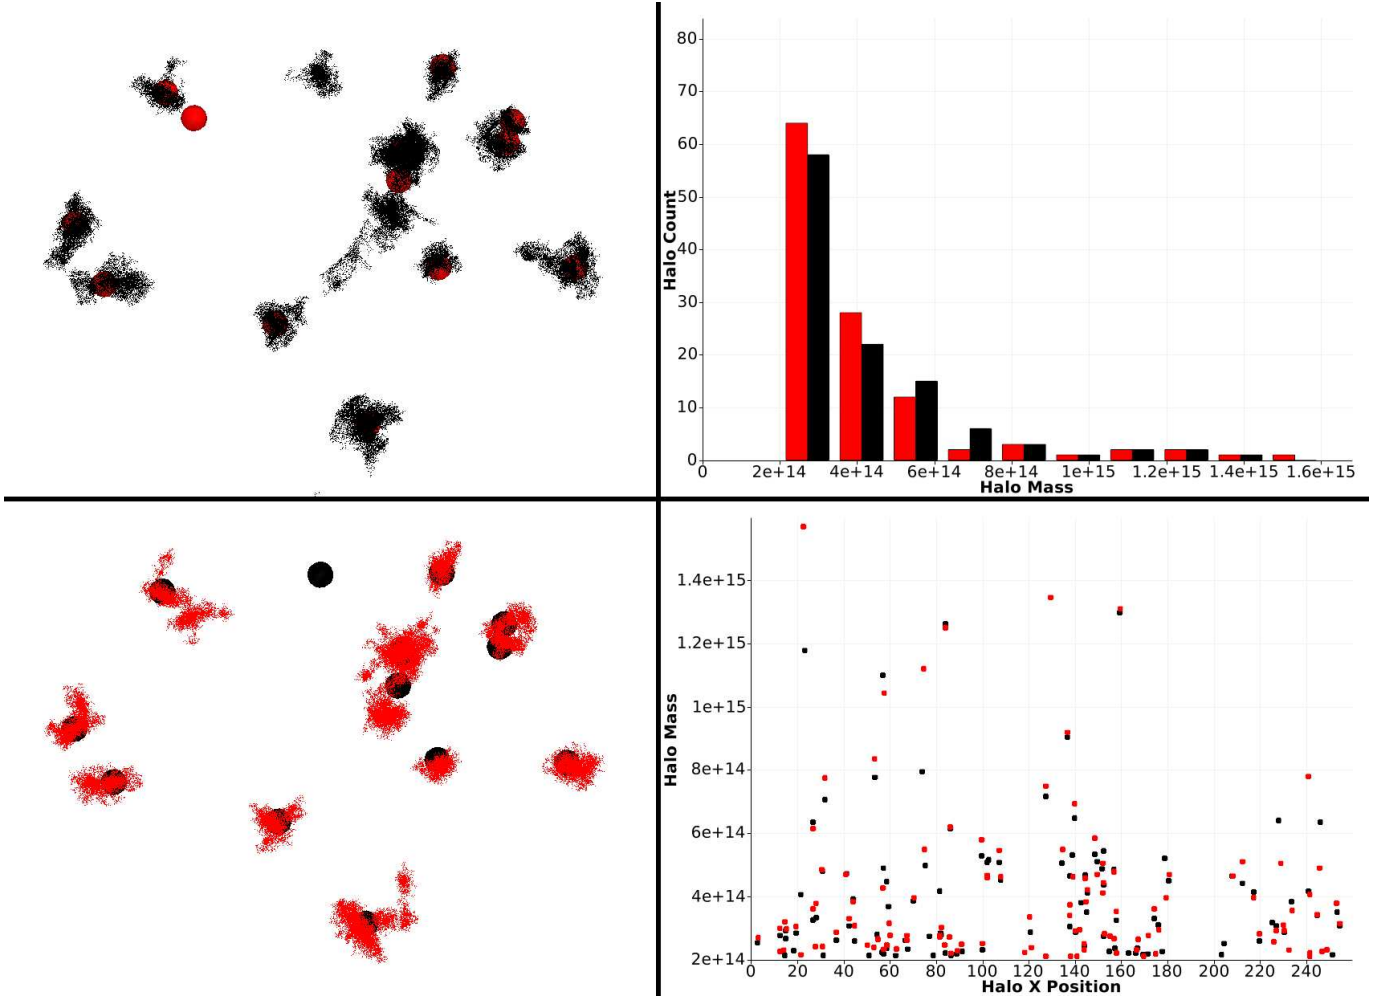 80
70
60
50
40
30
20
10
0
Halo Count
0 2e+14 4e+14 6e+14 8e+14 1e+15 1.2e+15 1.4e+15 1.6e+15
Halo Mass
1.4e+15
1.2e+15
1e+15
8e+14
6e+14
4e+14
2e+14
Halo Mass
0 20 40 60 80 100 120 140 160 180 200 220 240
Halo X Position